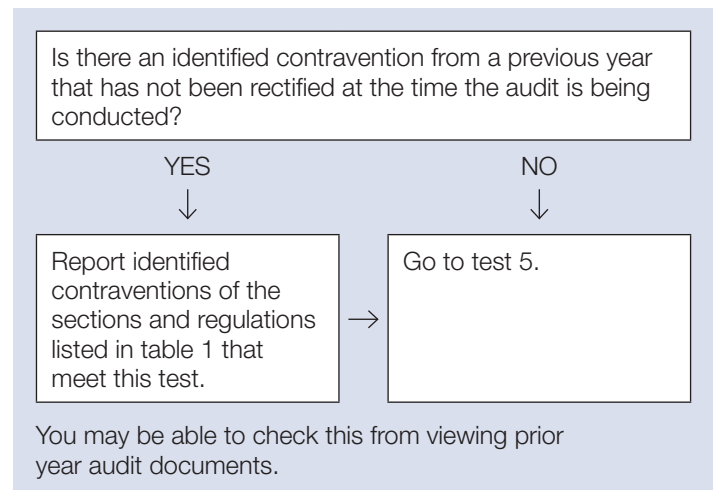 Is there an identified contravention from a previous year
that has not been rectified at the time the audit is being
conducted?
YES
NO
Report identified
contraventions of the
sections and regulations
listed in table 1 that
meet this test.
Go to test 5.
You may be able to check this from viewing prior
year audit documents.